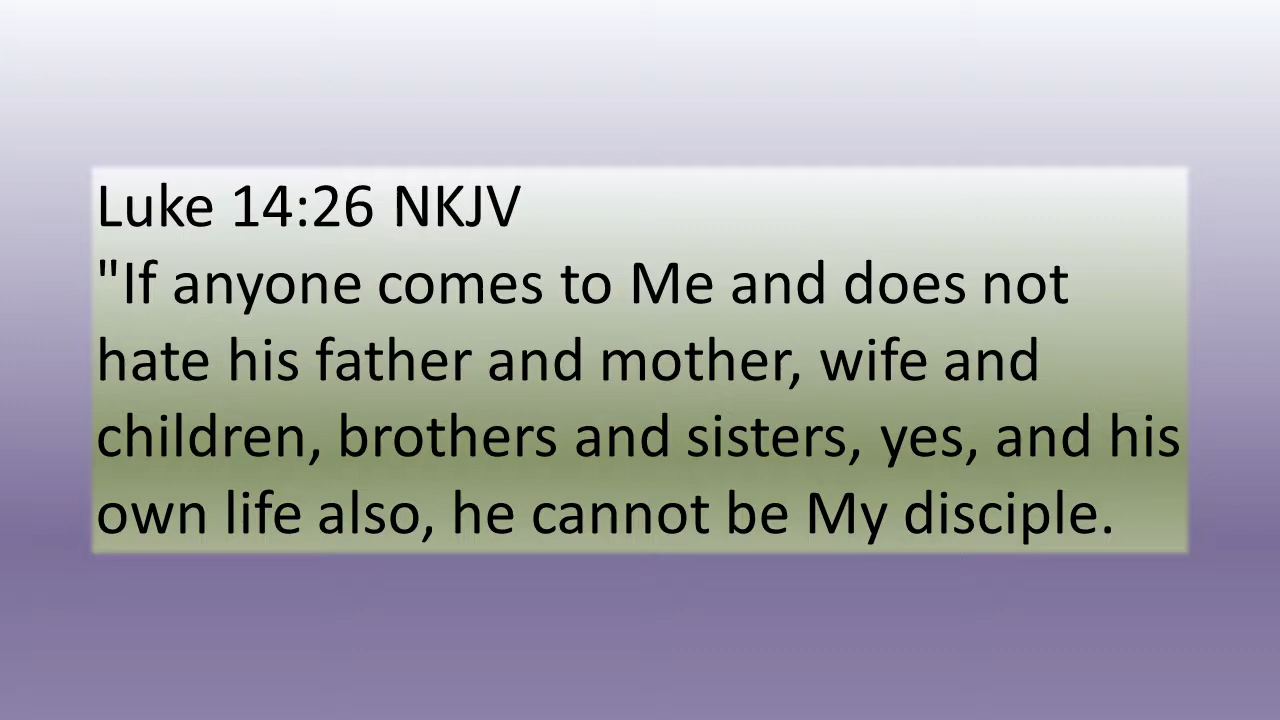 Luke 14:26 NKJV
"If anyone comes to Me and does not
hate his father and mother, wife and
children, brothers and sisters, yes, and his
own life also, he cannot be My disciple.